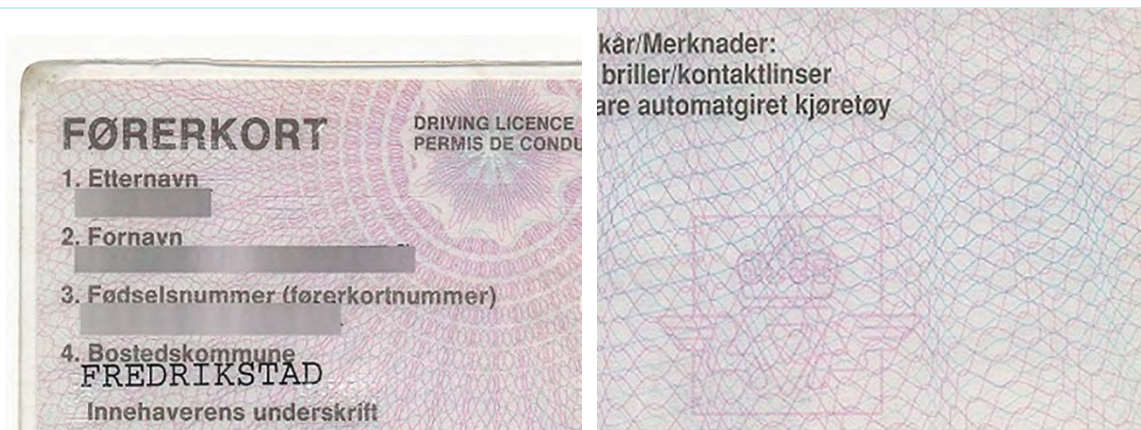 FØRERKORT
DRIVING LICENCE
PERMIS DE CONDU
1. Etternavn
2. Fornavn
3. Fødselsnummer (førerkortnummer)
4. Bostedskommune
FREDRIKSTAD
Innehaverens underskrift
kår/Merknader:
briller/kontaktlinser
are automatgiret kjøretøy